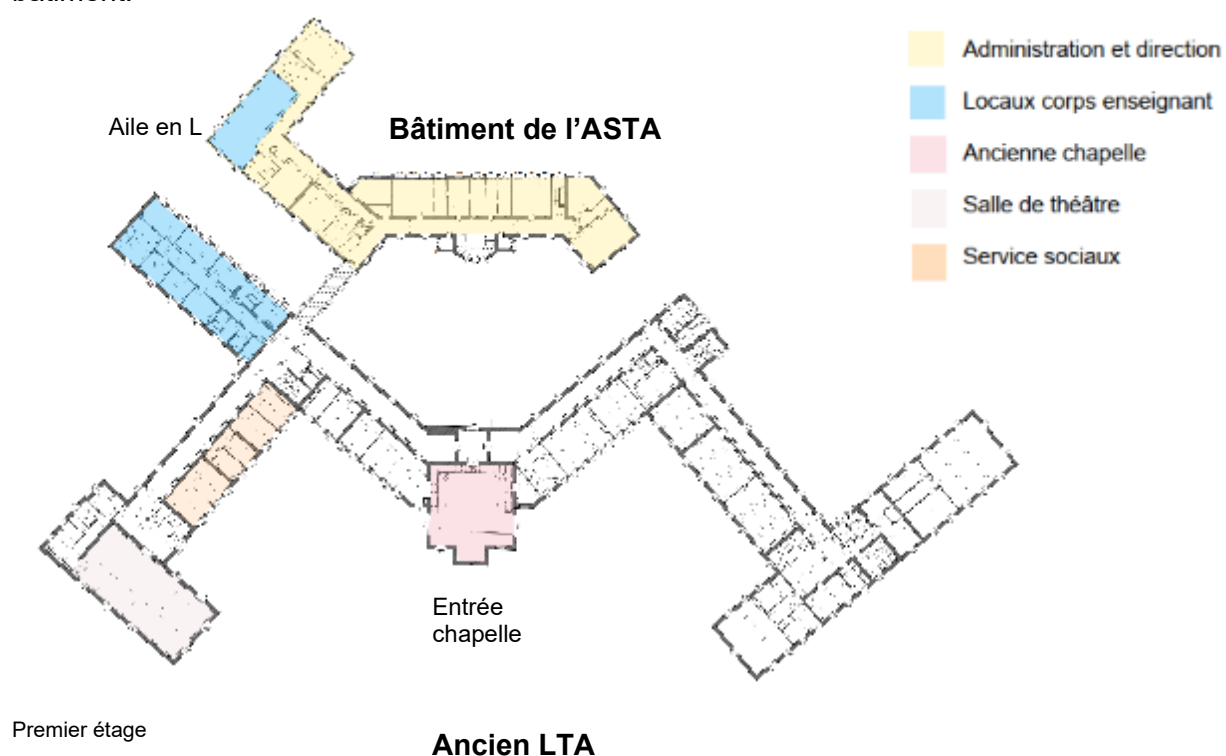 bâtiment.
Administration et direction
Aile en L
Bâtiment de l'ASTA
Locaux corps enseignant
Ancienne chapelle
Salle de théâtre
Service sociaux
Entrée
chapelle
Premier étage
Ancien LTA